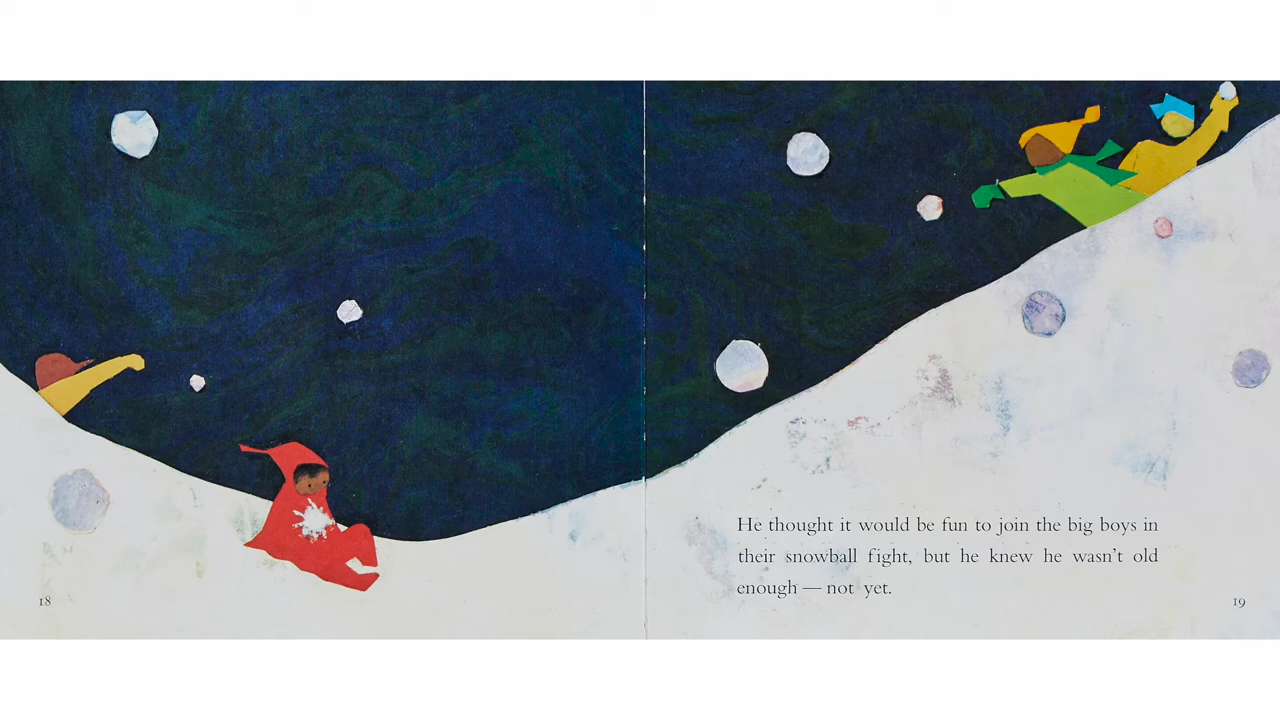 He thought it would be fun to join the big boys in
their snowball fight, but he knew he wasn't old
enough — not yet.
18
19